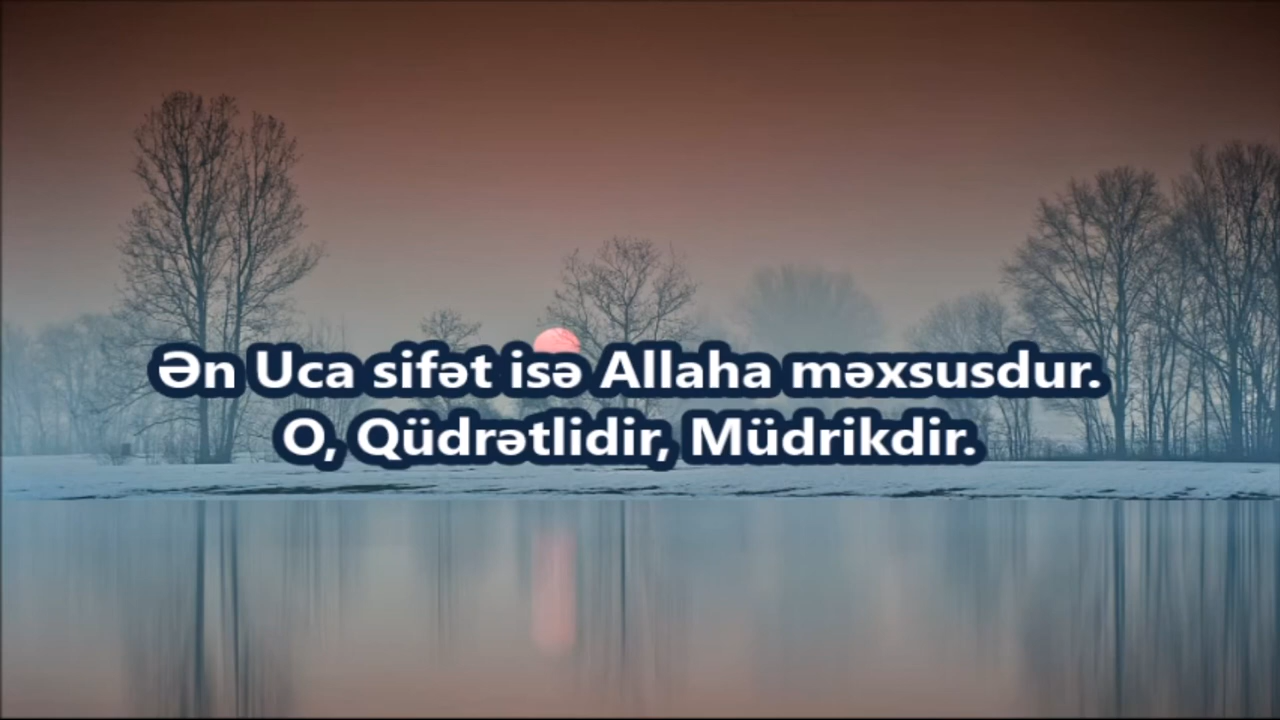 Ən Uca sifət isə Allaha məxsusdur.
O, Qüdrətlidir, Müdrikdir.